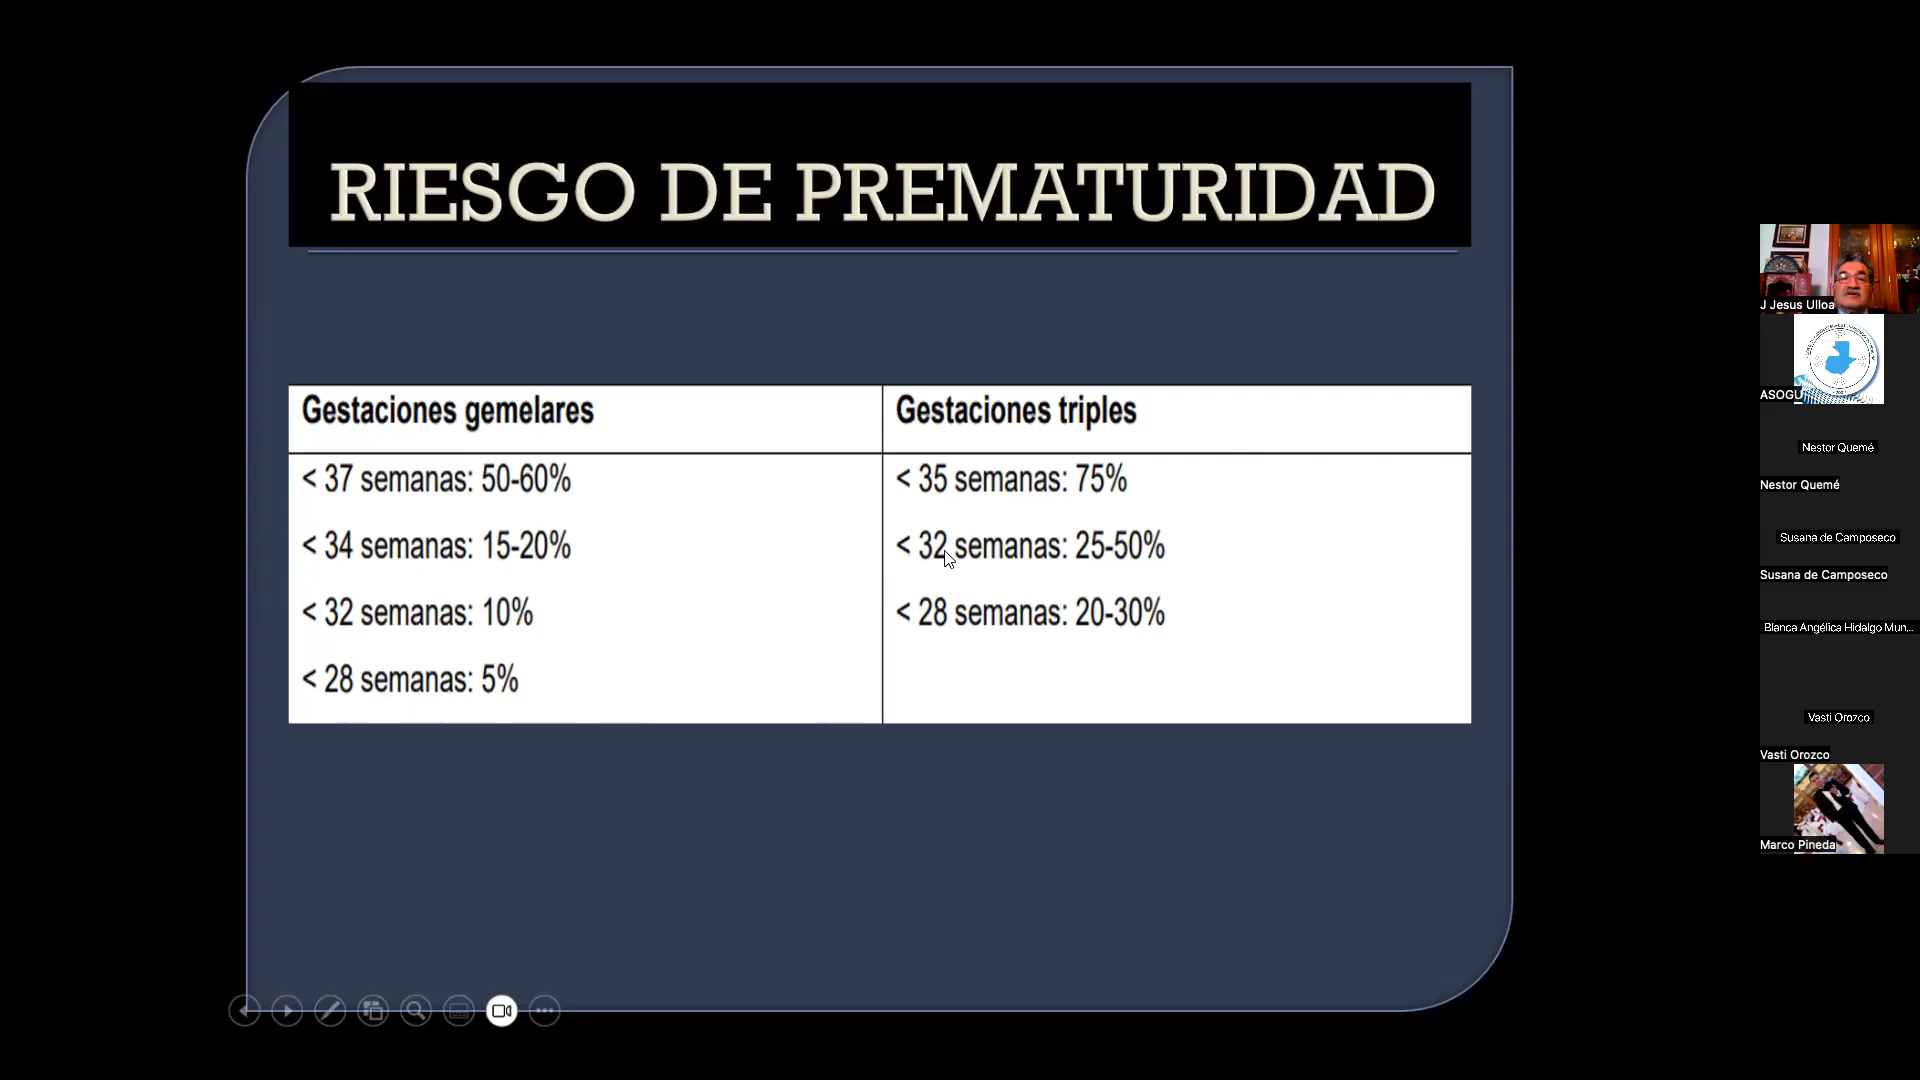 RIESGO DE PREMATURIDAD
Gestaciones gemelares
< 37 semanas: 50-60%
< 34 semanas: 15-20%
< 32 semanas: 10%
< 28 semanas: 5%
Gestaciones triples
< 35 semanas: 75%
< 32 semanas: 25-50%
< 28 semanas: 20-30%
J Jesus Ulloa
ASOGU
Nestor Quemé
Nestor Quemé
Susana de Camposeco
Susana de Camposeco
Blanca Angélica Hidalgo Mun...
Vasti Orozco
Vasti Orozco
Marco Pineda